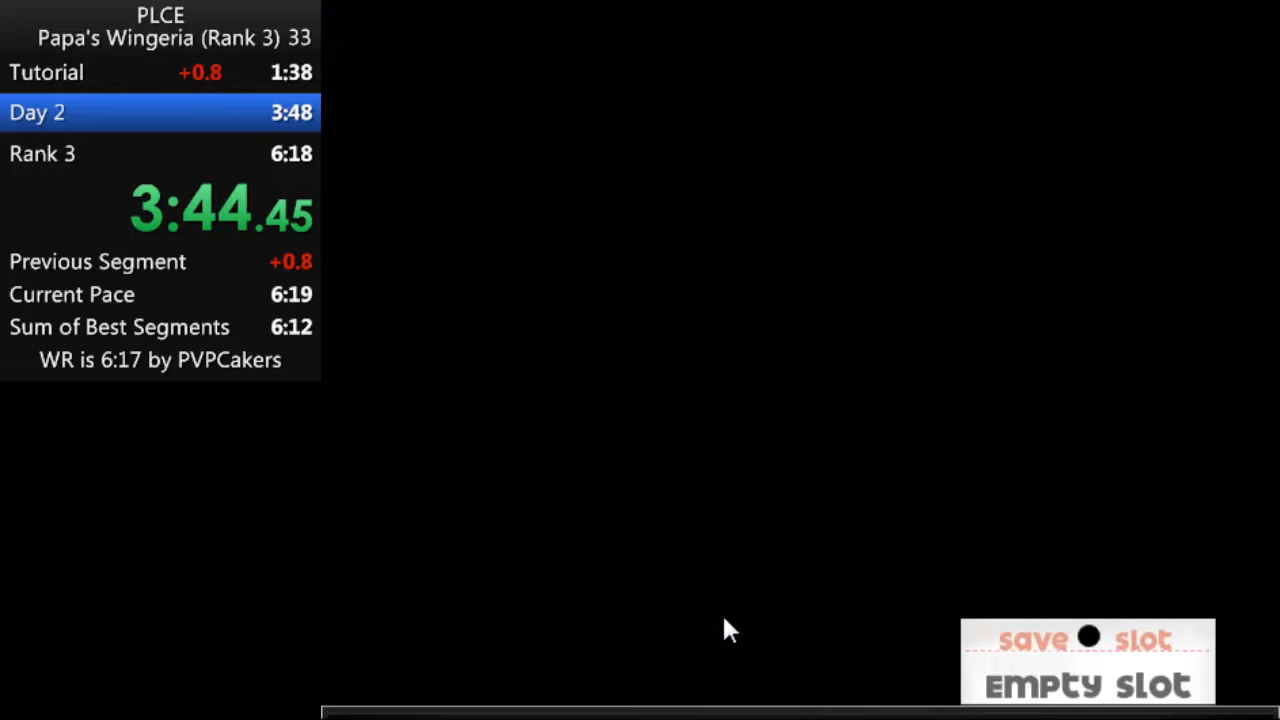 PLCE
Papa's Wingeria (Rank 3) 33
Tutorial +0.8 1:38
Day 2 3:48
Rank 3 6:18
3:44.45
Previous Segment +0.8
Current Pace 6:19
Sum of Best Segments 6:12
WR is 6:17 by PVPCakers
save slot
Empty slot